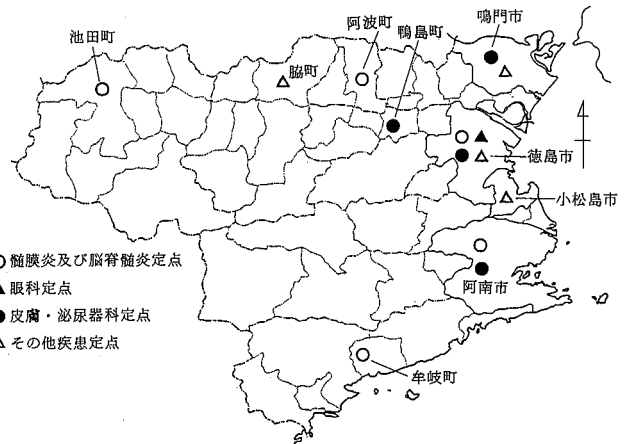 鳴門市
阿波町
鴨島町
池田町
脇町
徳島市
小松島市
○ 髄膜炎及び脳脊髄炎定点
▲ 眼科定点
阿南市
● 皮膚・泌尿器科定点
△ その他疾患定点
牟岐町